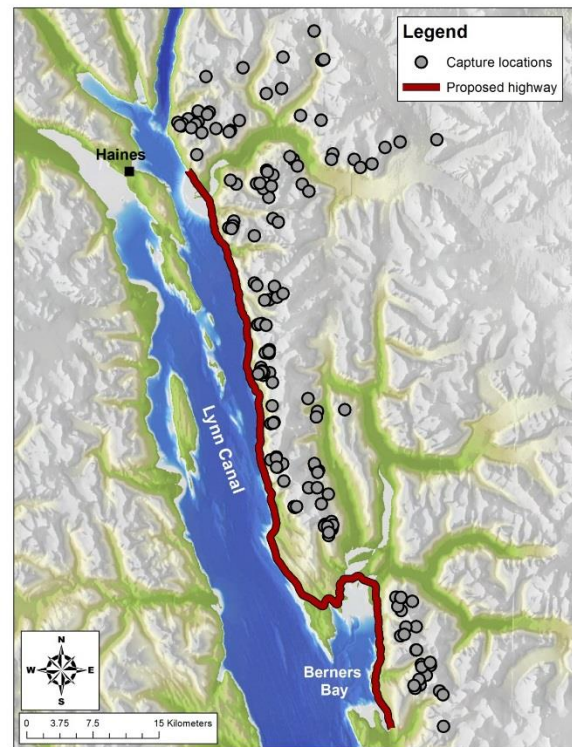 Legend
Capture locations
Proposed highway
Haines
Lynn Canal
Berners
Bay
N
W E
S
0 3.75 7.5 15 Kilometers